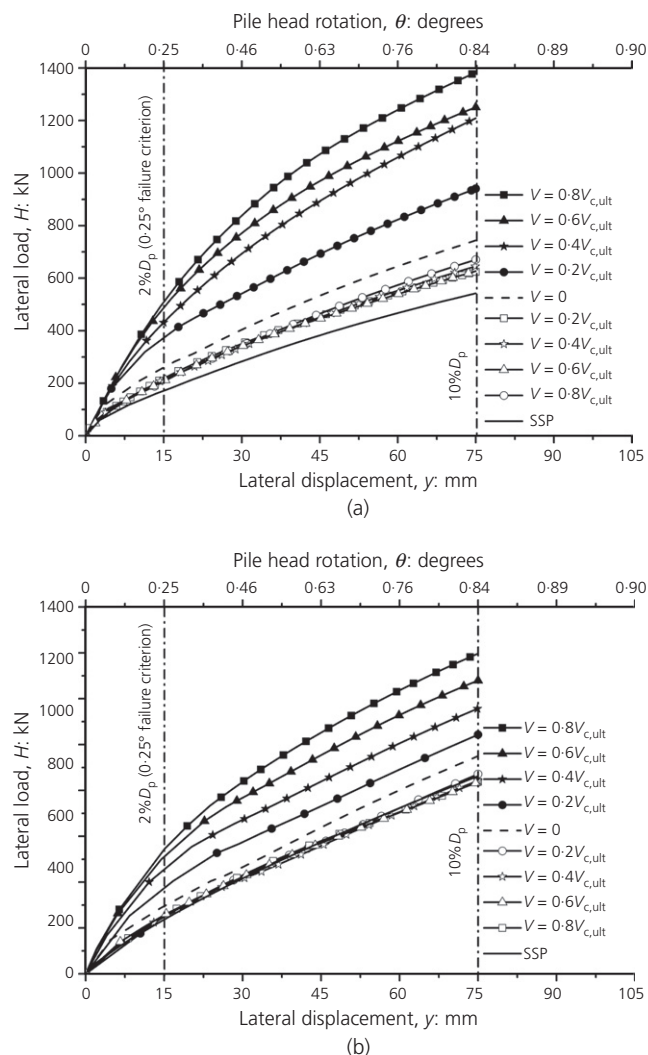 Pile head rotation, θ: degrees
0 0·25 0·46 0·63 0·76 0·84 0·89 0·90
1400
1200
1000
800
600
400
200
0
Lateral load, H: kN
2%Dp (0·25° failure criterion)
10%Dp
V = 0·8Vc,ult
V = 0·6Vc,ult
V = 0·4Vc,ult
V = 0·2Vc,ult
V = 0
V = 0·2Vc,ult
V = 0·4Vc,ult
V = 0·6Vc,ult
V = 0·8Vc,ult
SSP
0 15 30 45 60 75 90 105
Lateral displacement, y: mm
(a)
Pile head rotation, θ: degrees
0 0·25 0·46 0·63 0·76 0·84 0·89 0·90
1400
1200
1000
800
600
400
200
0
Lateral load, H: kN
2%Dp (0·25° failure criterion)
10%Dp
V = 0·8Vc,ult
V = 0·6Vc,ult
V = 0·4Vc,ult
V = 0·2Vc,ult
V = 0
V = 0·2Vc,ult
V = 0·4Vc,ult
V = 0·6Vc,ult
V = 0·8Vc,ult
SSP
0 15 30 45 60 75 90 105
Lateral displacement, y: mm
(b)